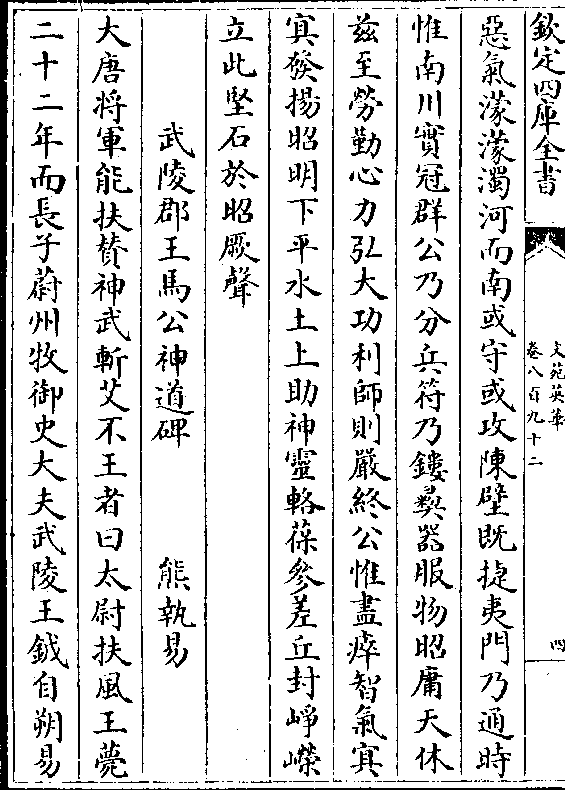 欽定四庫全書
文苑英華
卷八百九十二
四
惡氣濛濛濁河而南或守或攻陳壁既捷夷門乃通時
惟南川實冠群公乃分兵符乃鏤彝器服物昭庸天休
兹至勞勤心力弘大功利師則嚴終公惟盡瘁智氣寘
寘發揚昭明下平水土上助神靈輅葆參差丘封崢嶸
立此堅石於昭厥聲
武陵郡王馬公神道碑 熊執易
大唐將軍能扶賛神武斬艾不王者曰太尉扶風王薨
二十二年而長子蔚州牧御史大夫武陵王鉞自朔易